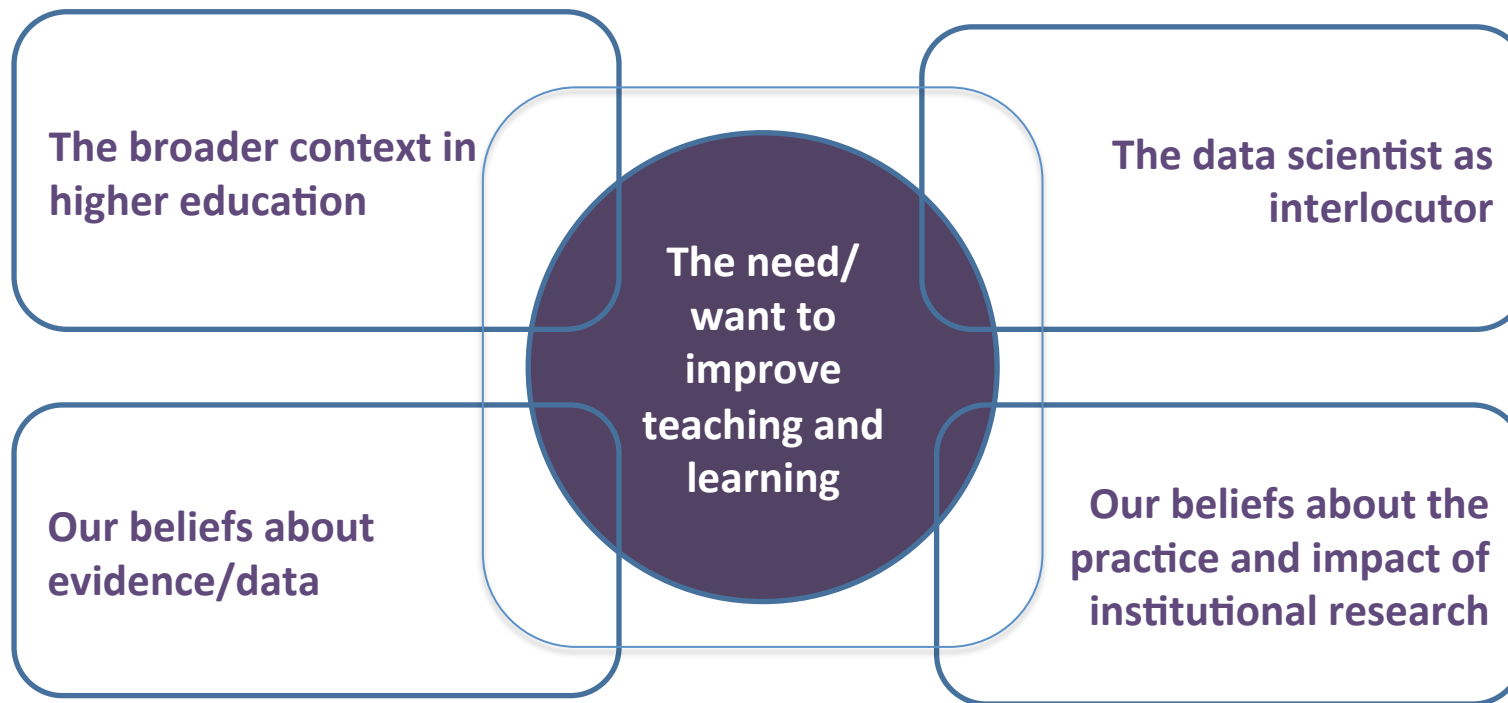 The broader context in
higher education
The data scientist as
interlocutor
The need/
want to
improve
teaching and
learning
Our beliefs about
evidence/data
Our beliefs about the
practice and impact of
institutional research